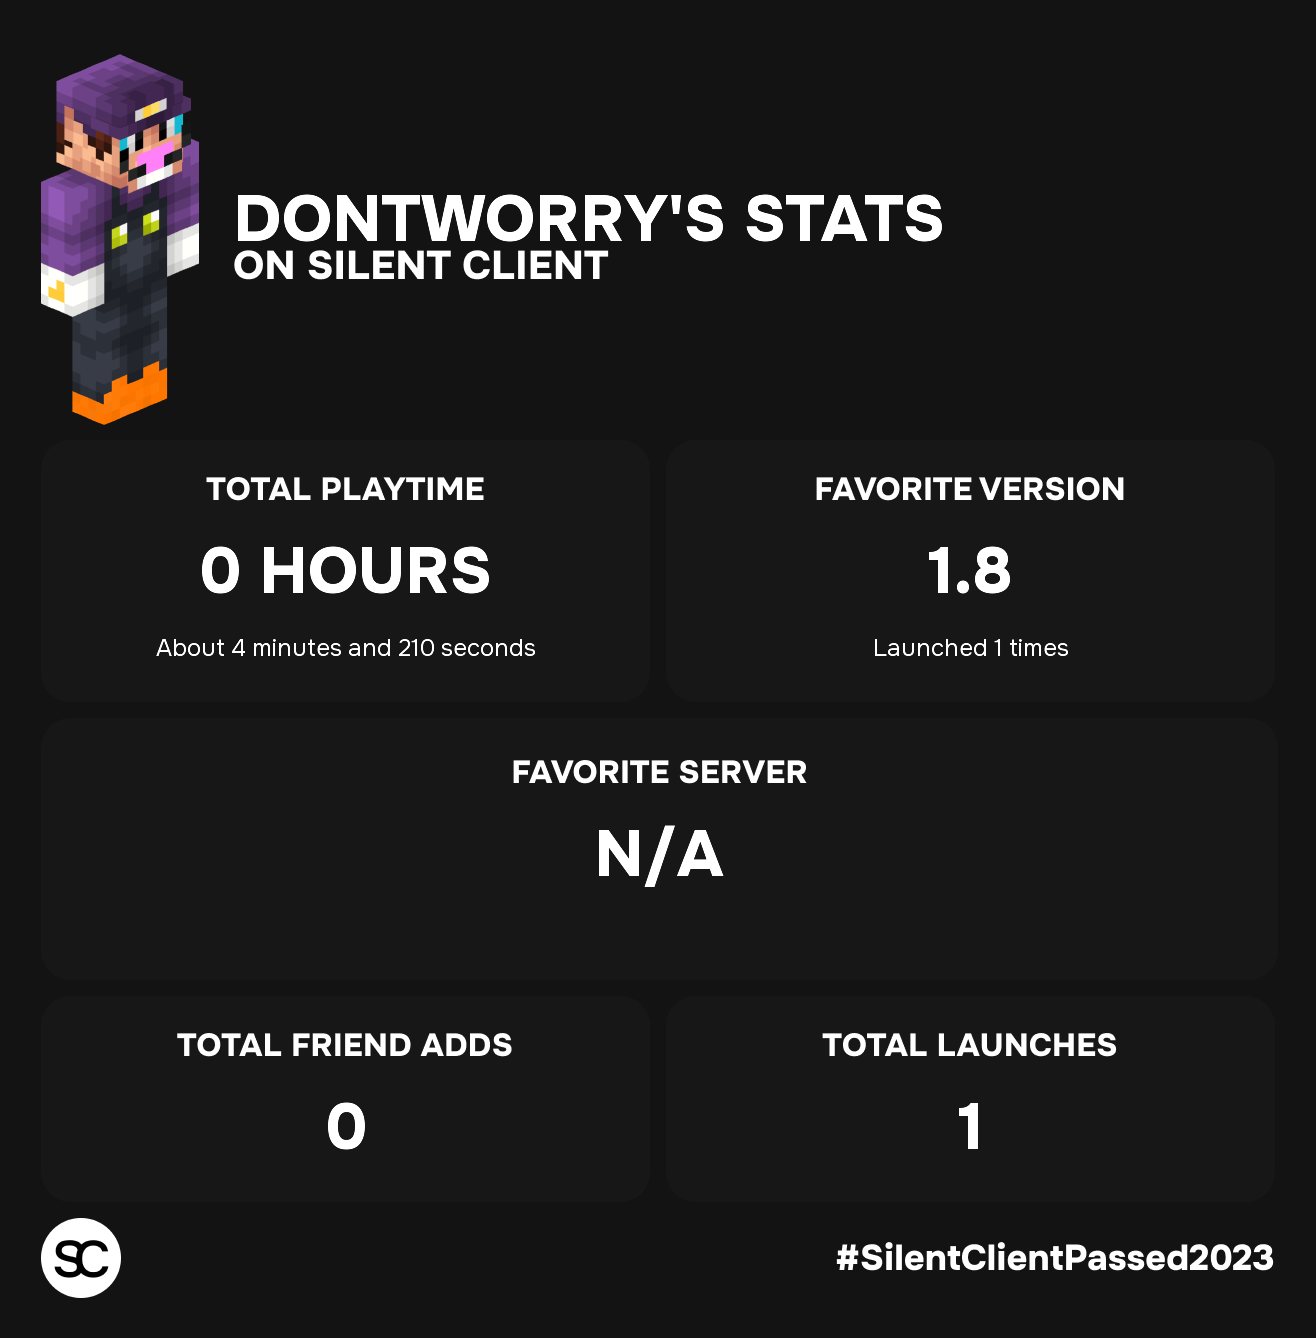 DONTWORRY'S STATS
ON SILENT CLIENT
TOTAL PLAYTIME
0 HOURS
About 4 minutes and 210 seconds
FAVORITE VERSION
1.8
Launched 1 times
FAVORITE SERVER
N/A
TOTAL FRIEND ADDS
0
TOTAL LAUNCHES
1
SC
#SilentClientPassed2023